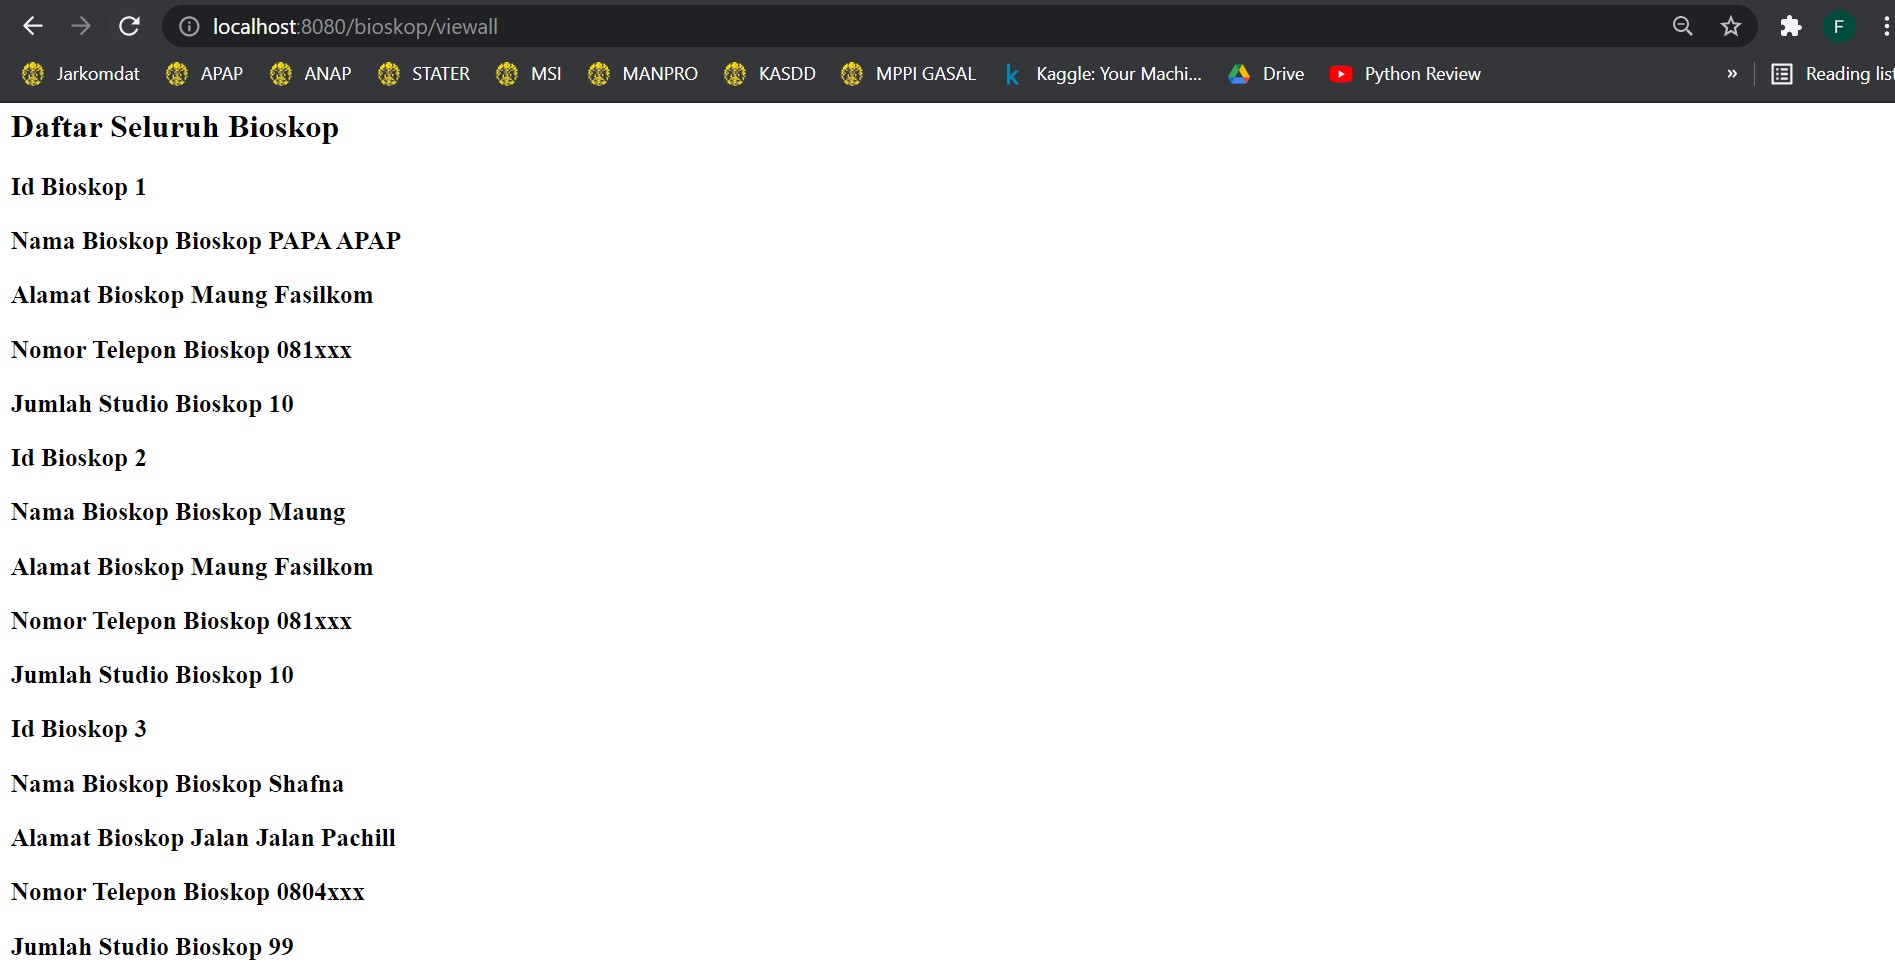 localhost:8080/bioskop/viewall
F
Jarkomdat APAP ANAP STATER MSI MANPRO KASDD MPPI GASAL k Kaggle: Your Machi... Drive Python Review » Reading list
Daftar Seluruh Bioskop
Id Bioskop 1
Nama Bioskop Bioskop PAPA APAP
Alamat Bioskop Maung Fasilkom
Nomor Telepon Bioskop 081xxx
Jumlah Studio Bioskop 10
Id Bioskop 2
Nama Bioskop Bioskop Maung
Alamat Bioskop Maung Fasilkom
Nomor Telepon Bioskop 081xxx
Jumlah Studio Bioskop 10
Id Bioskop 3
Nama Bioskop Bioskop Shafna
Alamat Bioskop Jalan Jalan Pachill
Nomor Telepon Bioskop 0804xxx
Jumlah Studio Bioskop 99